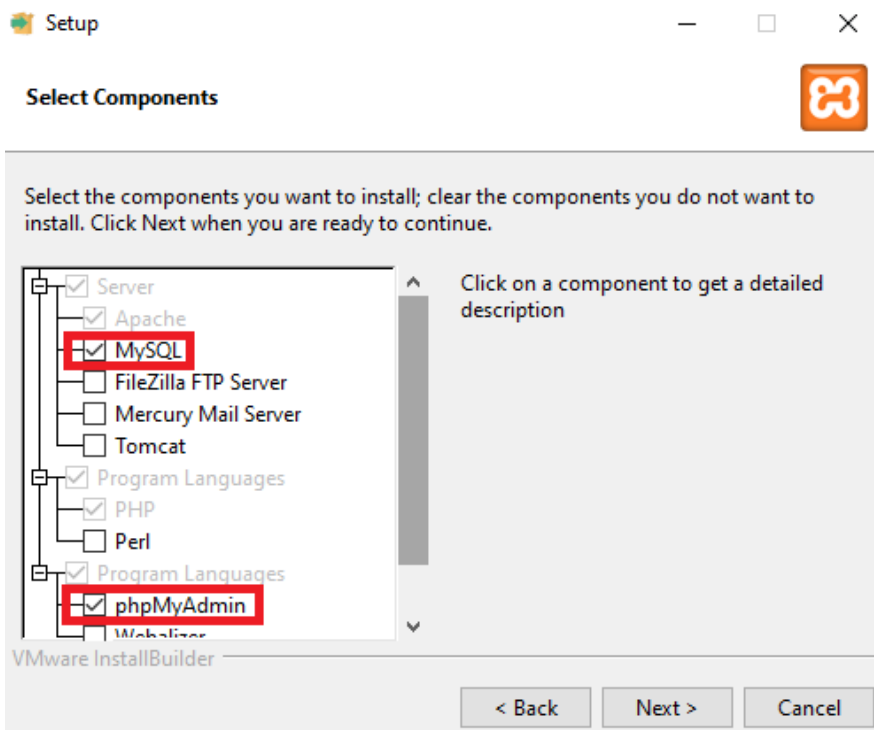 Setup
Select Components
Select the components you want to install; clear the components you do not want to
install. Click Next when you are ready to continue.
Server
Apache
MySQL
FileZilla FTP Server
Mercury Mail Server
Tomcat
Program Languages
PHP
Perl
Program Languages
phpMyAdmin
Webalizer
Click on a component to get a detailed
description
VMware InstallBuilder
< Back
Next >
Cancel